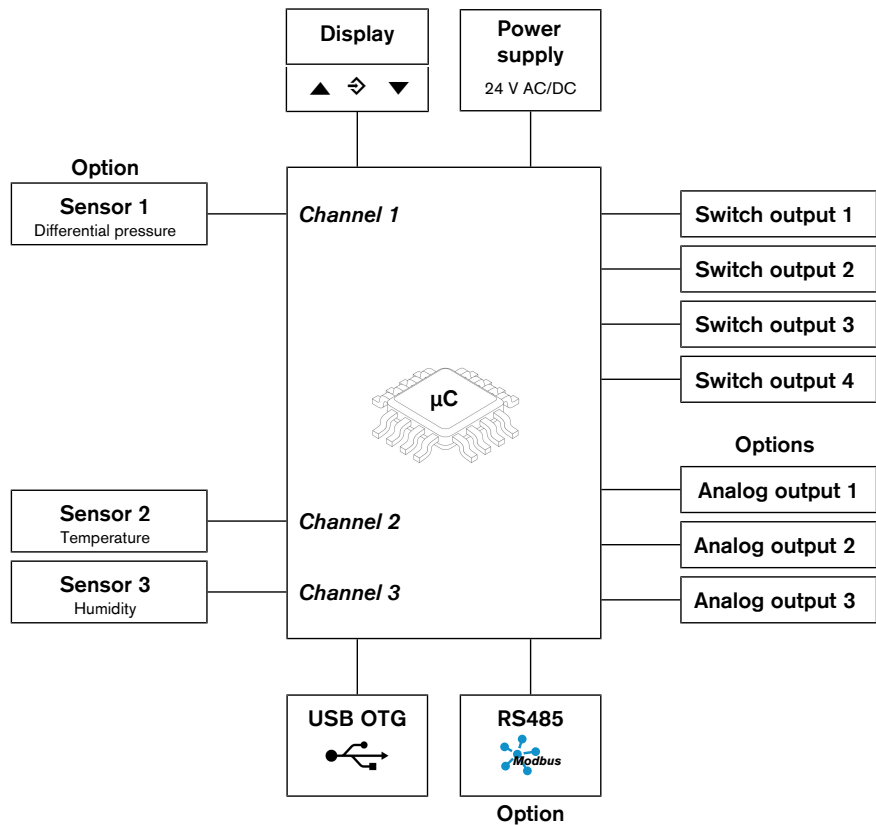 Display
Power
supply
24 V AC/DC
Option
Sensor 1
Differential pressure
Channel 1
Switch output 1
Switch output 2
Switch output 3
Switch output 4
µC
Options
Analog output 1
Sensor 2
Temperature
Channel 2
Analog output 2
Sensor 3
Humidity
Channel 3
Analog output 3
USB OTG
RS485
Modbus
Option